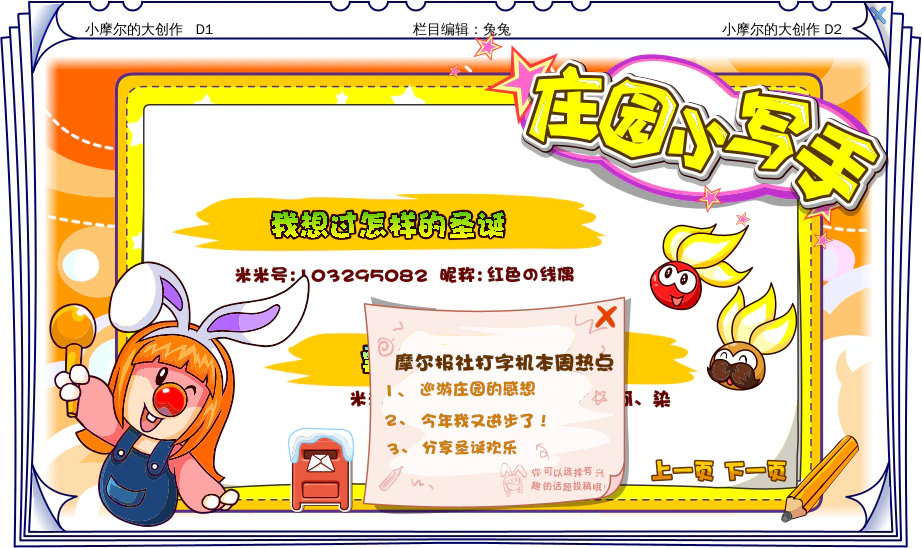 小摩尔的大创作 D1
栏目编辑：兔兔
小摩尔的大创作 D2
庄园小写手
我想过怎样的圣诞
米米号:103295082 昵称:红色の线偶
摩尔报社打字机本周热点
1、巡游庄园的感想
米
、染
2、今年我又进步了！
3、分享圣诞欢乐
你可以选择有兴
趣的话题投稿哦!
上一页 下一页